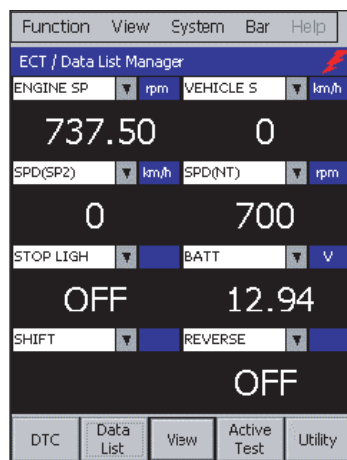 Function View System Bar Help
ECT / Data List Manager
ENGINE SP rpm VEHICLE S km/h
737.50 0
SPD(SP2) km/h SPD(NT) rpm
0 700
STOP LIGH BATT V
OFF 12.94
SHIFT REVERSE
OFF
DTC Data List View Active Test Utility